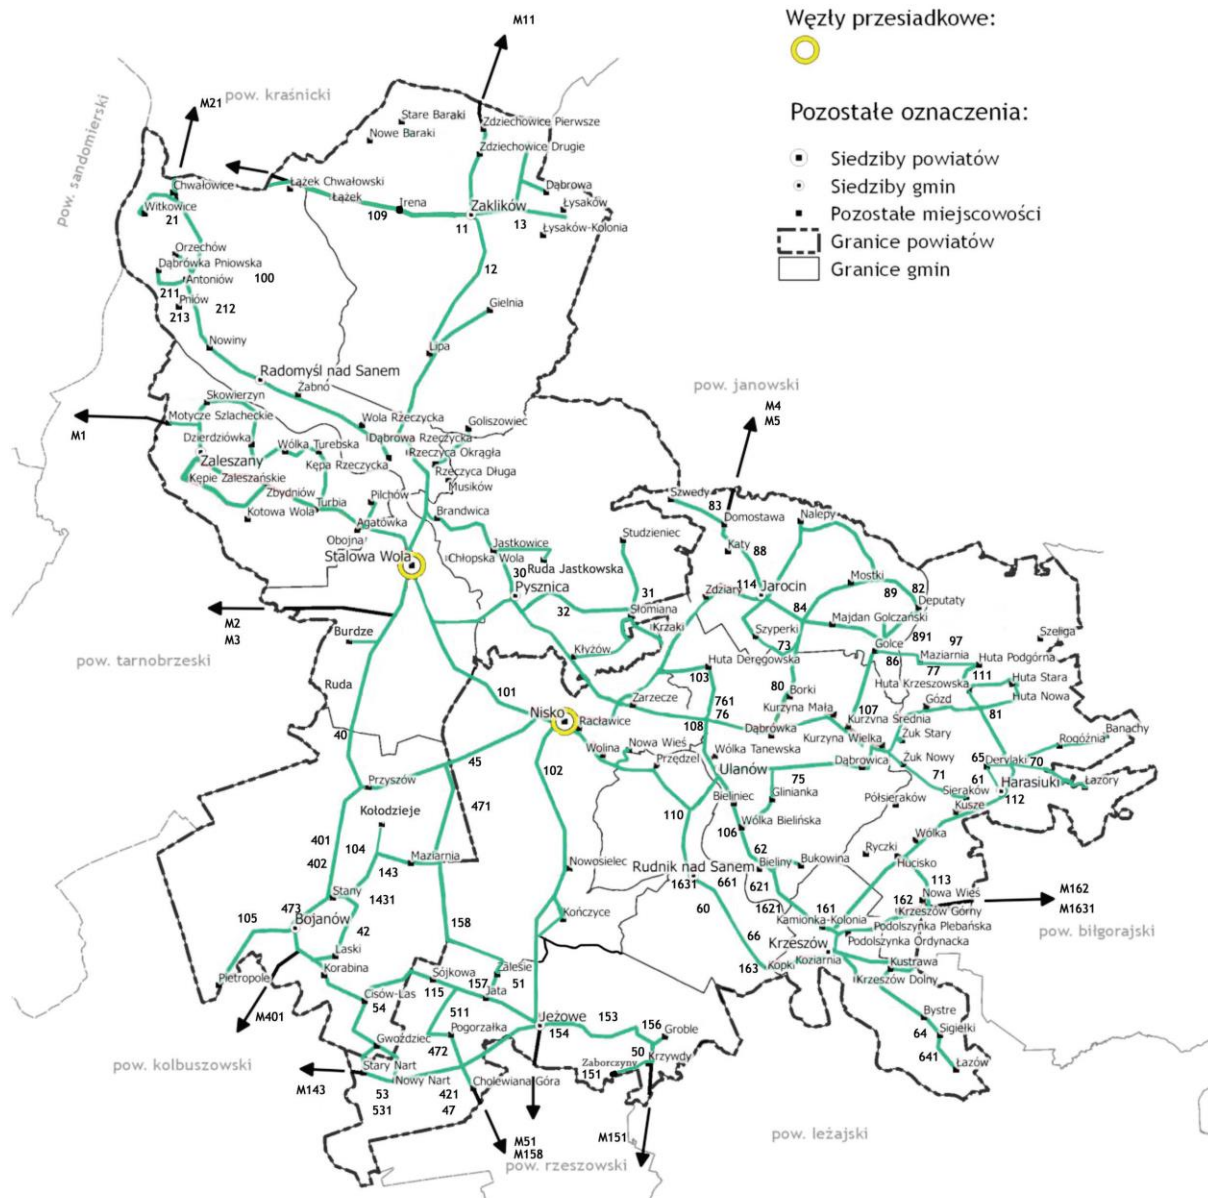 M11
Węzły przesiadkowe:
pow. kraśnicki
M21
Pozostałe oznaczenia:
Stare Baraki
Zdziechowice Pierwsze
Nowe Baraki
Zdziechowice Drugie
Siedziby powiatów
pow. sandomierski
Siedziby gmin
Łążek Chwałowski
Chwałowice
Łążek
Dąbrowa
Irena
Zaklików
Łysaków
Pozostałe miejscowości
Witkowice
21
109
11
13
Łysaków-Kolonia
Granice powiatów
Orzechów
Dąbrówka Pniowska
12
Granice gmin
Antoniów
100
211
Pniów
213
212
Gielnia
Nowiny
Lipa
Radomyśl nad Sanem
pow. janowski
Żabno
Skowierzyn
M4
M5
Motycze Szlacheckie
Wola Rzeczycka
Goliszowiec
M1
Dzierdziówka
Wólka Turebska
Dąbrowa Rzeczycka
Zaleszany
Kępa Rzeczycka
Rzeczyca Okrągła
Kępie Zaleszańskie
Rzeczyca Długa
Musików
Zbydniów
Pilchów
Szwedy
Kotowa Wola
Turbia
83
Brandwica
Domostawa
Nalepy
Agatówka
Obojna
Studzieniec
Jastkowice
Katy
88
Stalowa Wola
Chłopska Wola
Ruda Jastkowska
30
Mostki
Pysznica
31
Zdziary
114
Jarocin
89
82
32
Słomiana
84
Deputaty
M2
M3
Krzaki
Majdan Golczański
Burdze
Szyperki
73
891
97
Szeliga
Golce
Maziarnia
pow. tarnobrzeski
Kłyżów
Huta Deręgowska
86
77
Huta Podgórna
103
Huta Krzeszowska
111
Huta Stara
Ruda
101
80
Borki
Huta Nowa
Zarzecze
761
76
Kurzyna Mała
107
Gózd
81
Nisko
Racławice
108
Kurzyna Średnia
Banachy
Dąbrówka
Żuk Stary
40
Wolina
Nowa Wieś
Kurzyna Wielka
Rogóżnia
Wólka Tanewska
Żuk Nowy
45
102
Przędzel
Ulanów
Dąbrowica
65
Derylaki
70
Przyszów
75
71
61
Łazory
Glinianka
Sieraków
Harasiuki
Kołodzieje
471
Bieliniec
Półsieraków
Kusze
112
110
Wólka Bielińska
401
104
106
Wólka
402
Maziarnia
62
Ryczki
143
Nowosielec
Rudnik nad Sanem
Bieliny
Bukowina
Hucisko
1631
661
621
113
M162
Stany
1431
Nowa Wieś
M1631
473
60
1621
161
162
105
Kończyce
Krzeszów Górny
Bojanów
42
158
Kamionka-Kolonia
Podolszynka Plebańska
pow. biłgorajski
66
Krzeszów
Podolszynka Ordynacka
Laski
Zalesie
163
Kopki
Koziarnia
Pietropole
Korabina
Sójkowa
157
51
Kustrawa
115
Jata
Krzeszów Dolny
Cisów-Las
M401
54
511
Jeżowe
153
Bystre
Pogorzałka
154
156
Groble
64
Sigiełki
Gwoździec
472
50
Krzywdy
641
pow. kolbuszowski
Stary Nart
Zaborczyny
151
Łazów
M143
Nowy Nart
Cholewiana Góra
53
421
531
47
M51
M151
pow. leżajski
M158
pow. rzeszowski